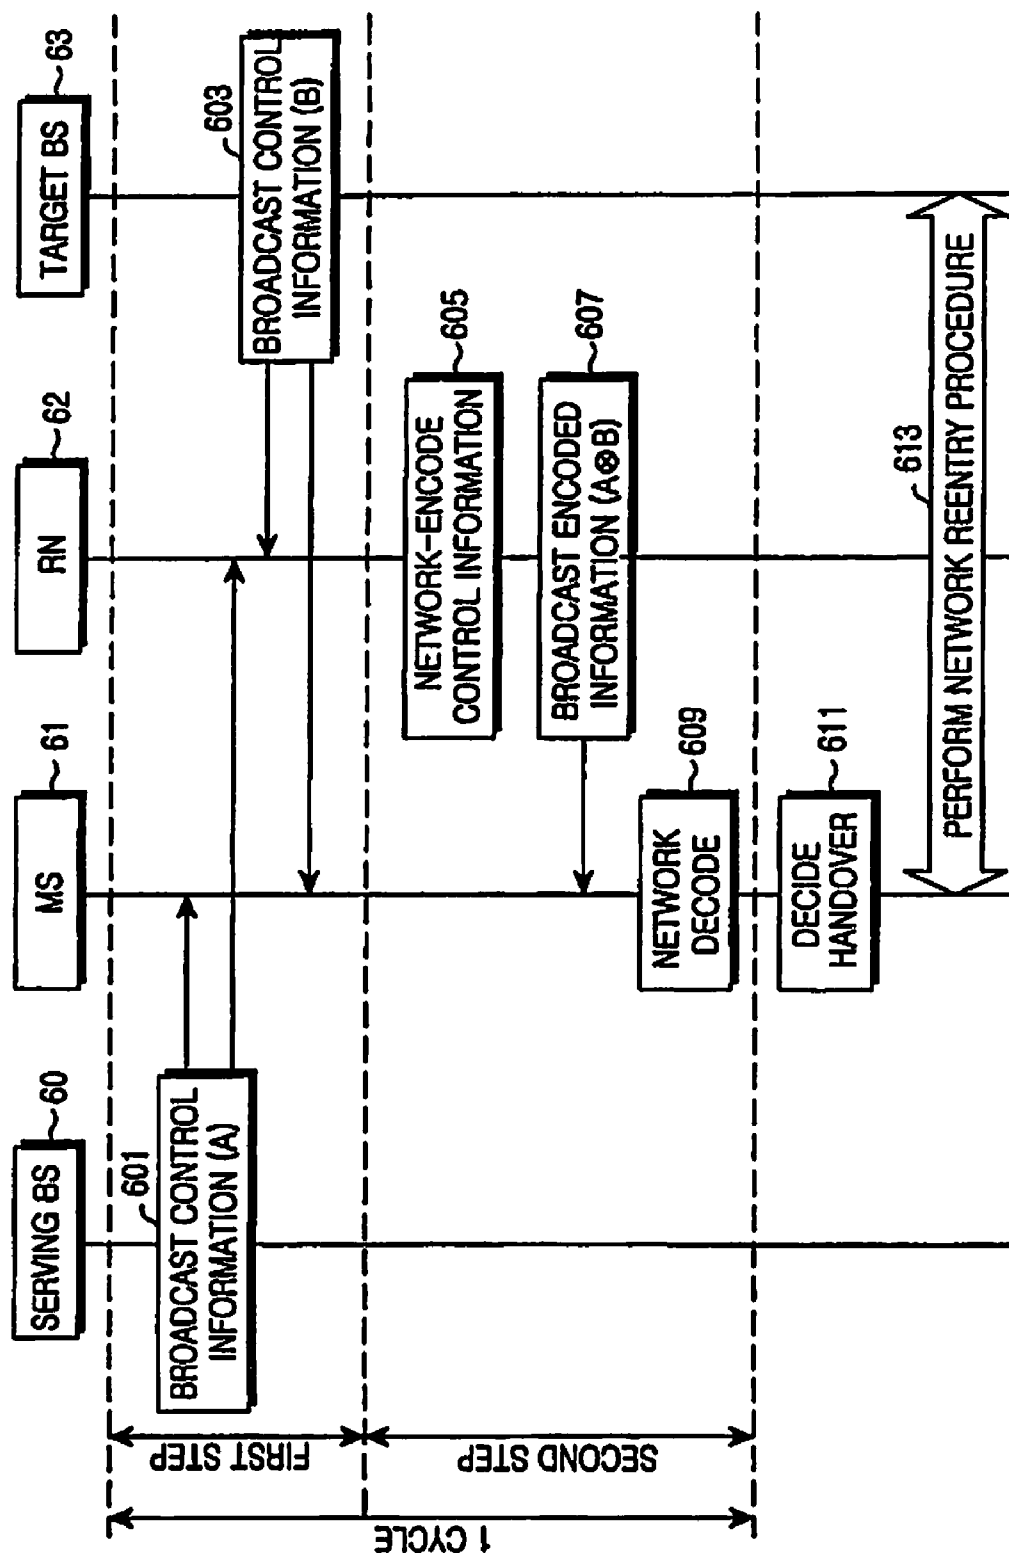 SERVING BS
60
MS
61
RN
62
TARGET BS
63
FIRST STEP
SECOND STEP
1 CYCLE
601
BROADCAST CONTROL
INFORMATION (A)
603
BROADCAST CONTROL
INFORMATION (B)
605
NETWORK-ENCODE
CONTROL INFORMATION
607
BROADCAST ENCODED
INFORMATION (A⊗B)
609
NETWORK
DECODE
611
DECIDE
HANDOVER
613
PERFORM NETWORK REENTRY PROCEDURE